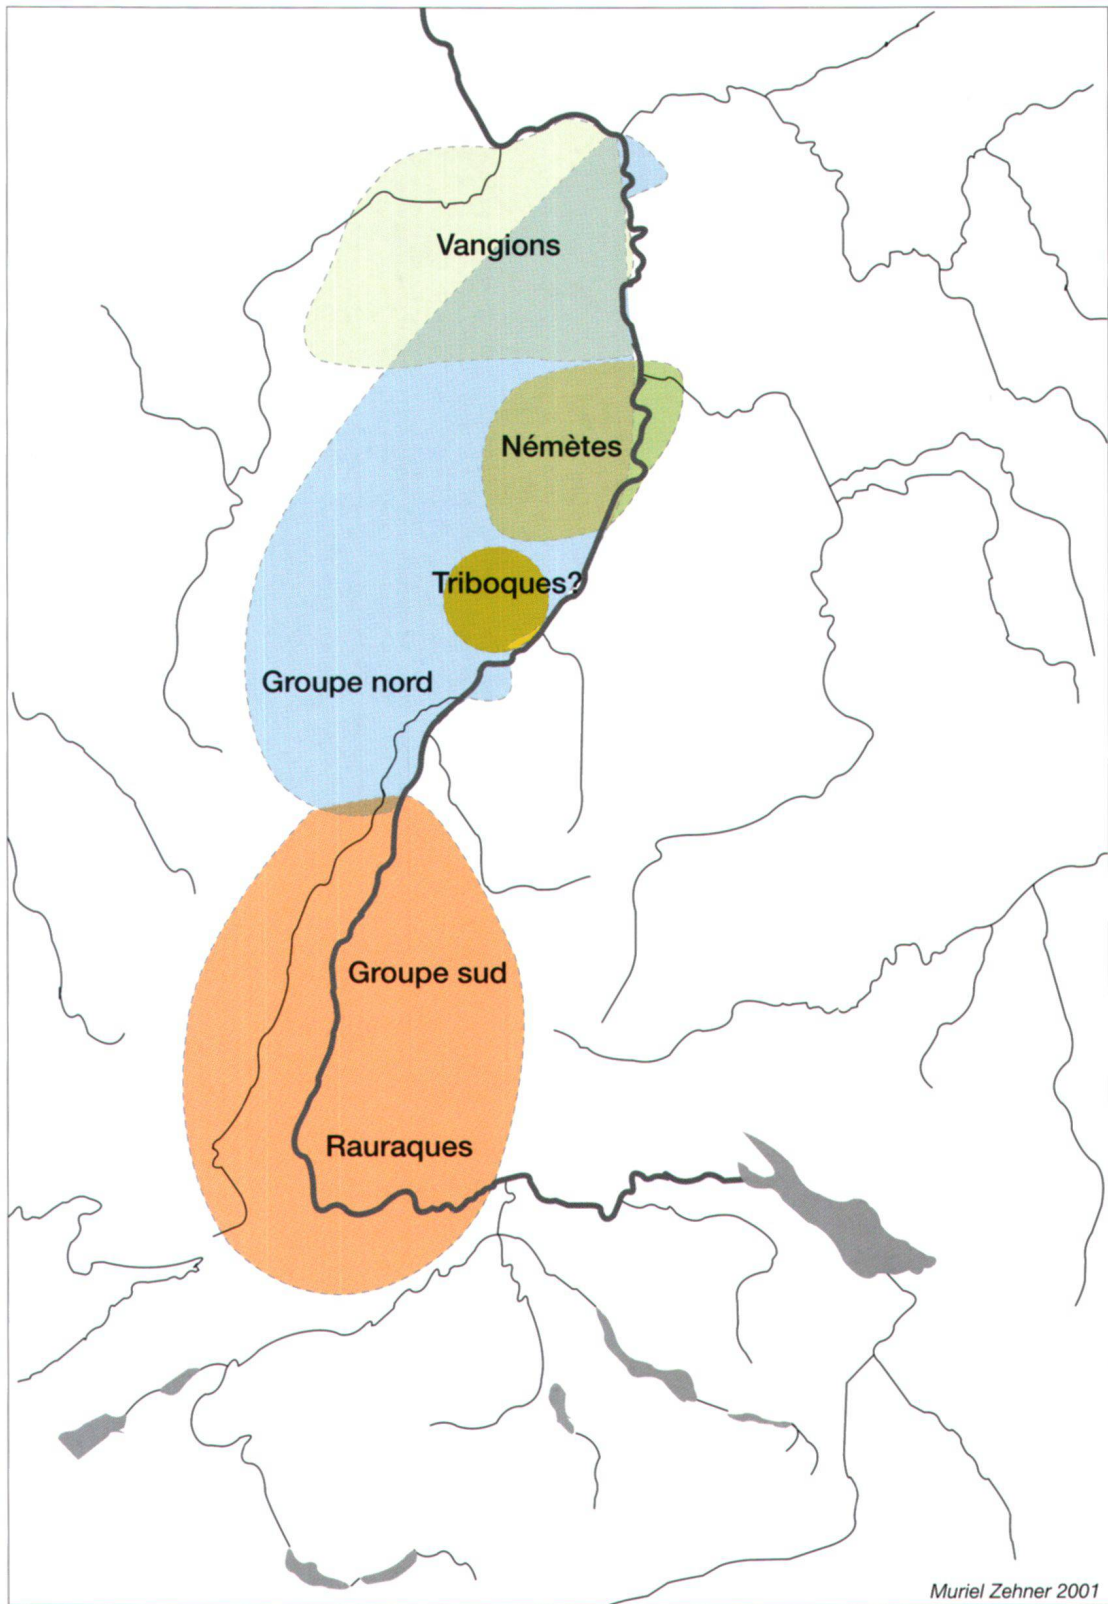 Vangions
Némètes
Triboques?
Groupe nord
Groupe sud
Rauraques
Muriel Zehner 2001